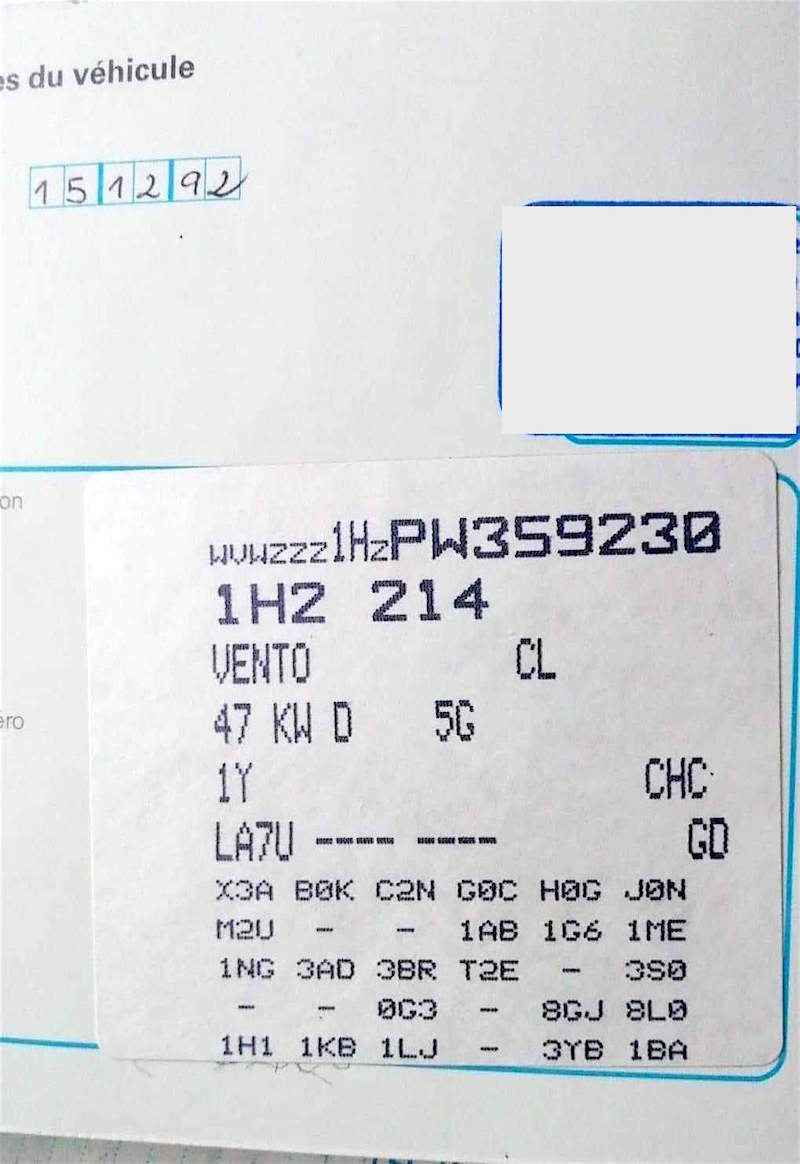 es du véhicule
151292
on
WVWZZZ1HZPW359230
1H2 214
VENTO CL
éro
47 KW D 5G
1Y CHC
LA7U ---- ---- GD
X3A B0K C2N G0C H0G J0N
M2U - - 1AB 1G6 1ME
1NG 3AD 3BR T2E - 3S0
- - 0G3 - 8GJ 8L0
1H1 1KB 1LJ - 3YB 1BA